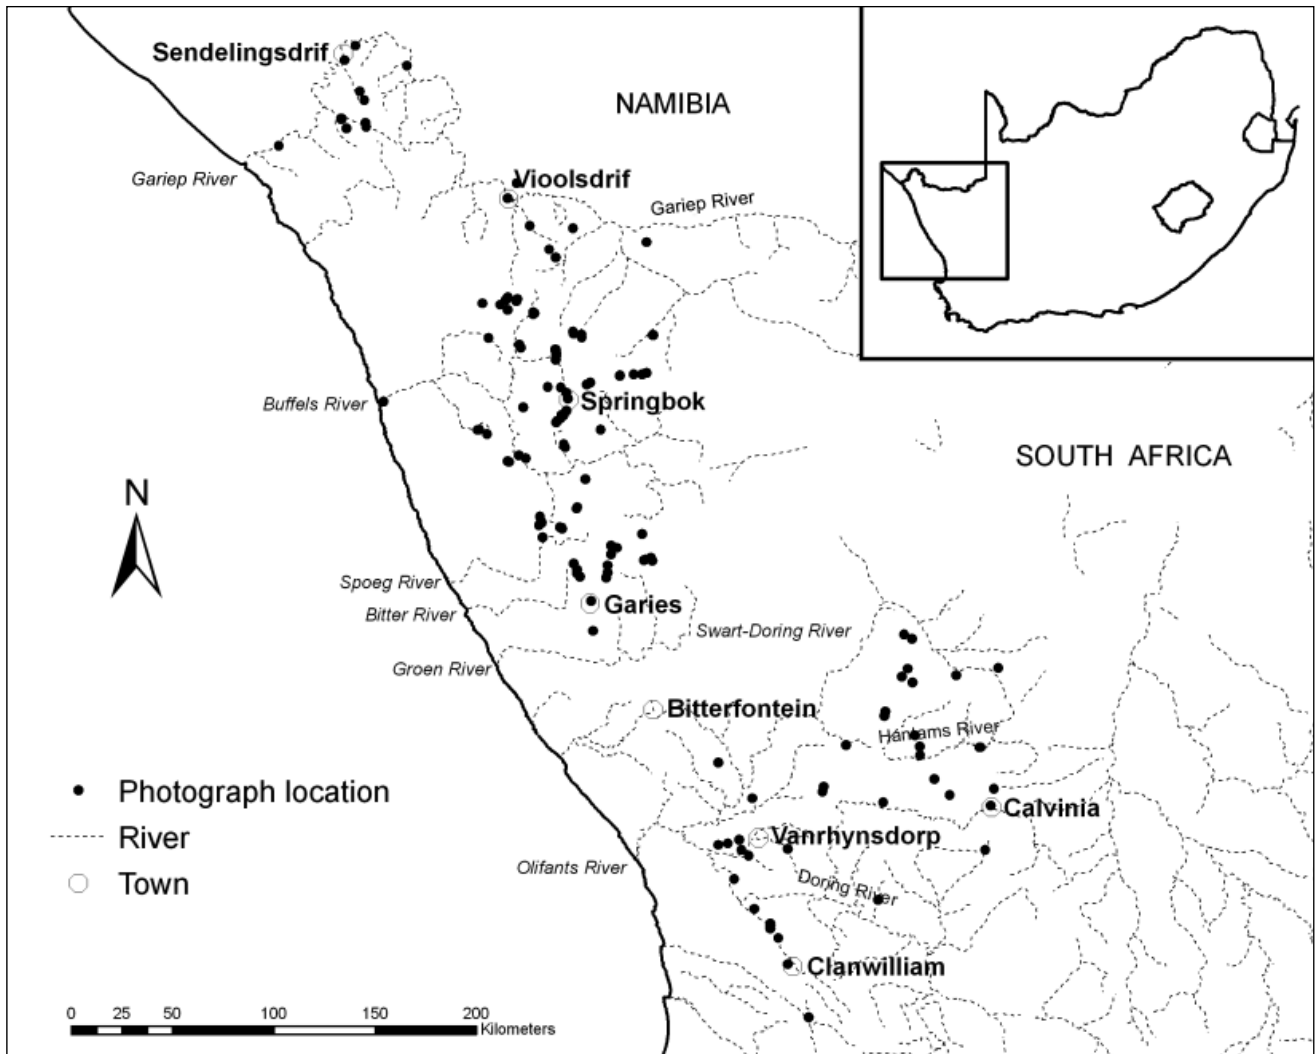 Sendelingsdrif
NAMIBIA
Gariep River
Vioolsdrif
Gariep River
Buffels River
Springbok
SOUTH AFRICA
N
Spoeg River
Bitter River
Garies
Swart-Doring River
Groen River
Bitterfontein
Hantams River
Photograph location
Calvinia
River
Vanrhynsdorp
Olifants River
Town
Doring River
Clanwilliam
0 25 50 100 150 200
Kilometers